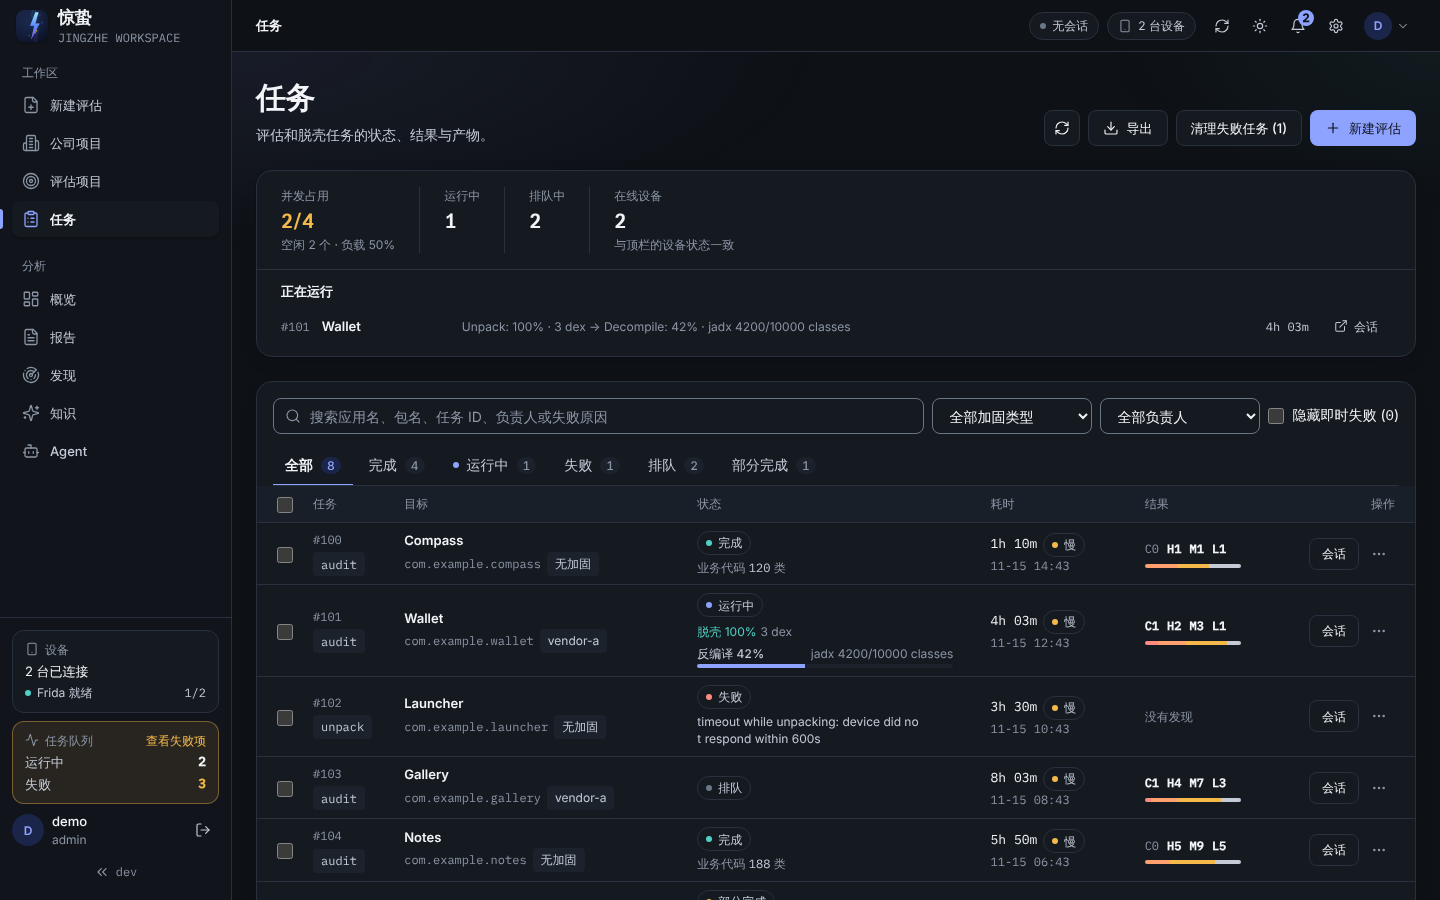 惊蛰
JINGZHE WORKSPACE
工作区
新建评估
公司项目
评估项目
任务
分析
概览
报告
发现
知识
Agent
设备
2 台已连接
Frida 就绪 1/2
任务队列 查看失败项
运行中 2
失败 3
D demo
admin
dev
任务
无会话
2 台设备
2
D
任务
评估和脱壳任务的状态、结果与产物。
导出
清理失败任务 (1)
新建评估
并发占用 运行中 排队中 在线设备
2/4 1 2 2
空闲 2 个 · 负载 50% 与顶栏的设备状态一致
正在运行
#101 Wallet Unpack: 100% · 3 dex → Decompile: 42% · jadx 4200/10000 classes 4h 03m 会话
搜索应用名、包名、任务 ID、负责人或失败原因 全部加固类型 全部负责人 隐藏即时失败 (0)
全部 8 完成 4 运行中 1 失败 1 排队 2 部分完成 1
任务 目标 状态 耗时 结果 操作
#100 Compass 完成 1h 10m 慢 C0 H1 M1 L1 会话
audit com.example.compass 无加固 业务代码 120 类 11-15 14:43
#101 Wallet 运行中 4h 03m 慢 C1 H2 M3 L1 会话
audit com.example.wallet vendor-a 脱壳 100% 3 dex 11-15 12:43
反编译 42% jadx 4200/10000 classes
#102 Launcher 失败 3h 30m 慢 没有发现 会话
unpack com.example.launcher 无加固 timeout while unpacking: device did no 11-15 10:43
t respond within 600s
#103 Gallery 排队 8h 03m 慢 C1 H4 M7 L3 会话
audit com.example.gallery vendor-a 11-15 08:43
#104 Notes 完成 5h 50m 慢 C0 H5 M9 L5 会话
audit com.example.notes 无加固 业务代码 188 类 11-15 06:43
部分完成